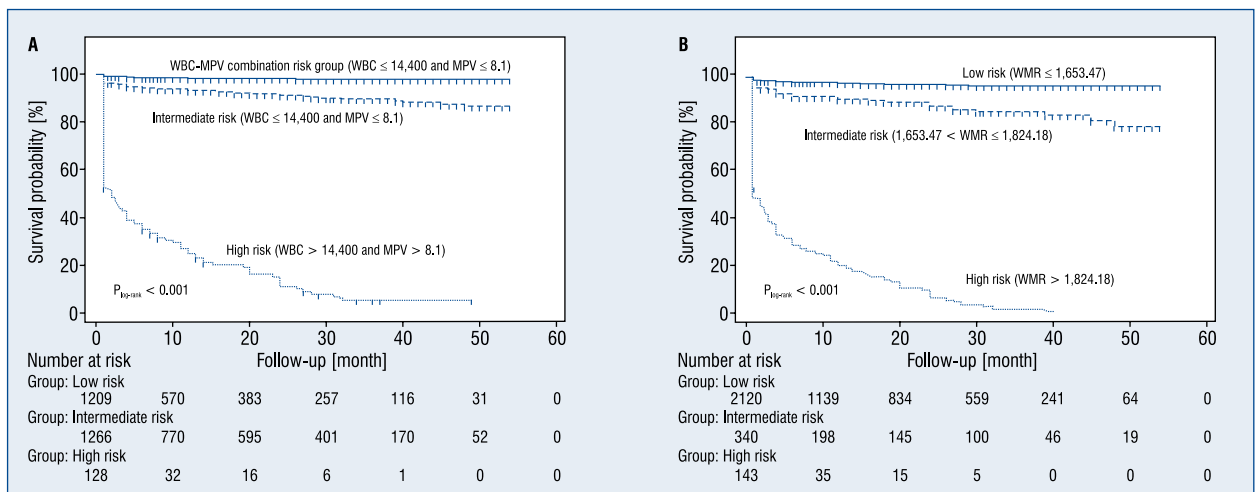 A
WBC-MPV combination risk group (WBC ≤ 14,400 and MPV ≤ 8.1)
Intermediate risk (WBC ≤ 14,400 and MPV ≤ 8.1)
High risk (WBC > 14,400 and MPV > 8.1)
P log-rank < 0.001
Survival probability [%]
100
80
60
40
20
0
0 10 20 30 40 50 60
Number at risk Follow-up [month]
Group: Low risk
1209 570 383 257 116 31 0
Group: Intermediate risk
1266 770 595 401 170 52 0
Group: High risk
128 32 16 6 1 0 0
B
Low risk (WMR ≤ 1,653.47)
Intermediate risk (1,653.47 < WMR ≤ 1,824.18)
High risk (WMR > 1,824.18)
P log-rank < 0.001
Survival probability [%]
100
80
60
40
20
0
0 10 20 30 40 50 60
Number at risk Follow-up [month]
Group: Low risk
2120 1139 834 559 241 64 0
Group: Intermediate risk
340 198 145 100 46 19 0
Group: High risk
143 35 15 5 0 0 0